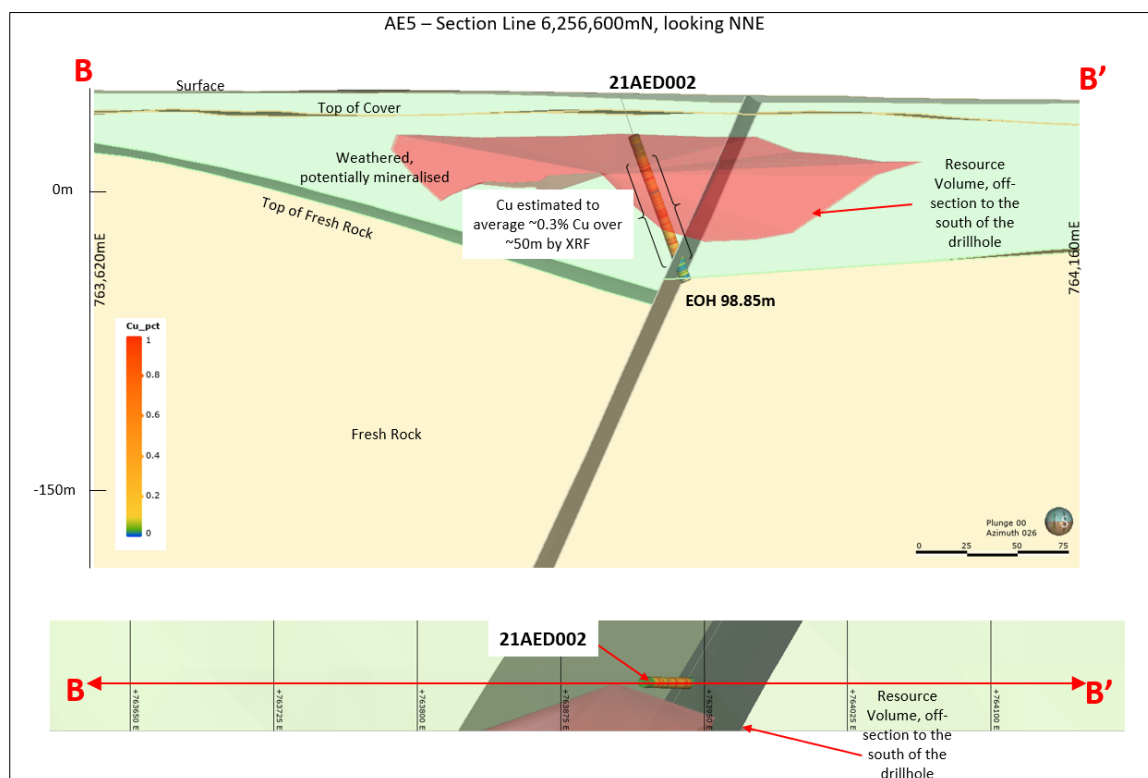 AE5 – Section Line 6,256,600mN, looking NNE
B
B'
21AED002
Surface
Top of Cover
Weathered,
potentially mineralised
0m
Top of Fresh Rock
Cu estimated to
average ~0.3% Cu over
~50m by XRF
Resource
Volume, off-
section to the
south of the
drillhole
763,620mE
764,160mE
EOH 98.85m
Cu_pct
1
0.8
0.6
0.4
0.2
0
Fresh Rock
-150m
S
Plunge 00
Azimuth 026
0 25 50 75
21AED002
B
B'
+763650 E
+763725 E
+763800 E
+763875 E
+763950 E
+764025 E
+764100 E
Resource
Volume, off-
section to the
south of the
drillhole